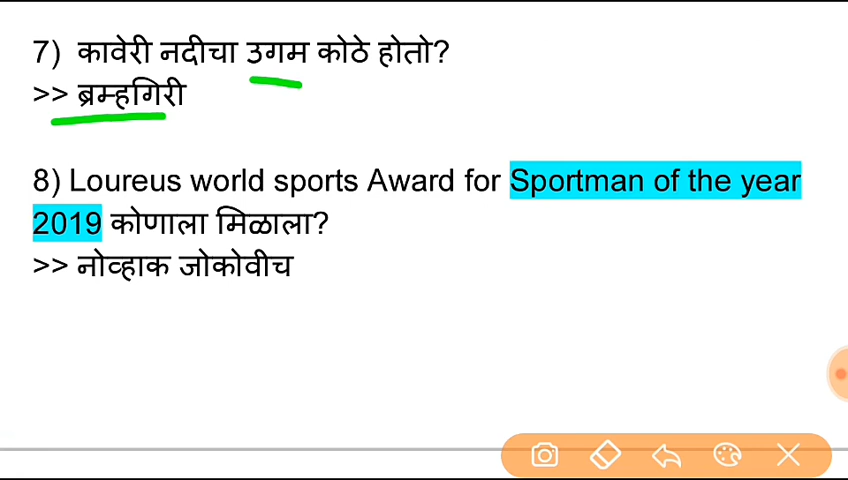 7) कावेरी नदीचा उगम कोठे होतो?
>> ब्रम्हगिरी
8) Loureus world sports Award for Sportman of the year
2019 कोणाला मिळाला?
>> नोव्हाक जोकोवीच